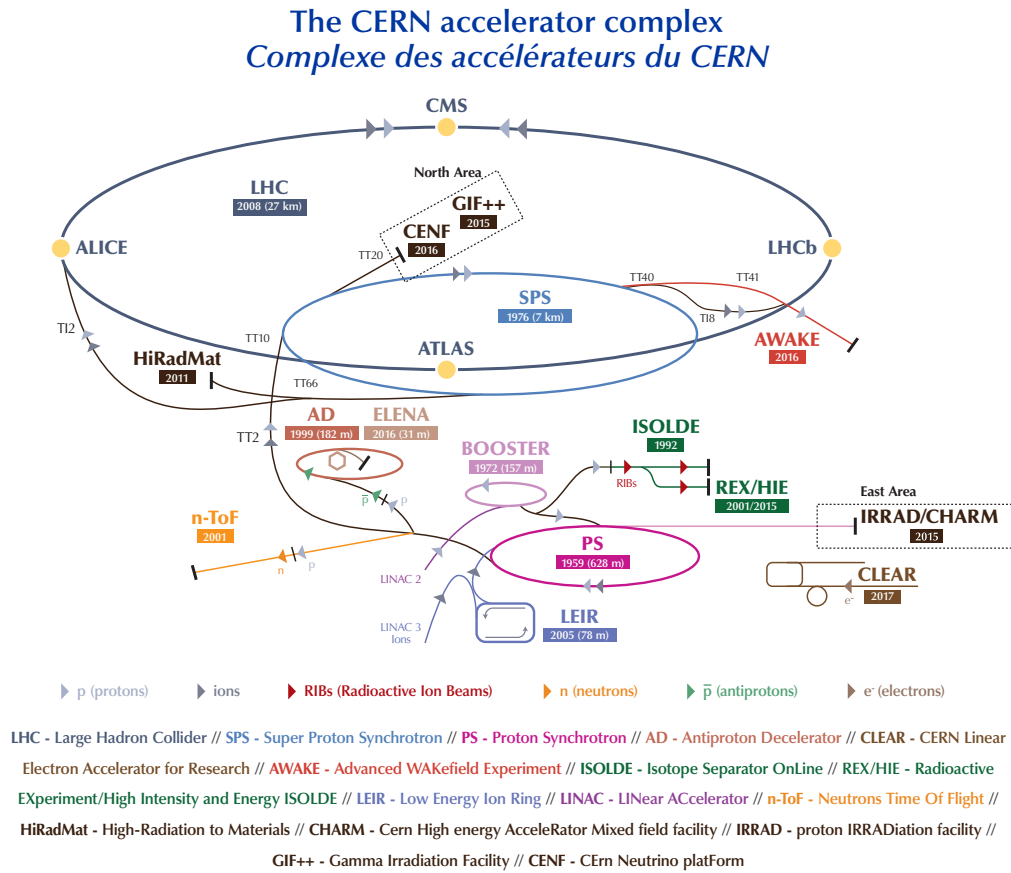 The CERN accelerator complex
Complexe des accélérateurs du CERN
CMS
North Area
LHC
2008 (27 km)
GIF++
2015
CENF
2016
TT20
ALICE
LHCb
TT40
TT41
SPS
1976 (7 km)
TI8
TI2
TT10
AWAKE
2016
ATLAS
HiRadMat
2011
TT66
AD
1999 (182 m)
ELENA
2016 (31 m)
TT2
ISOLDE
1992
BOOSTER
1972 (157 m)
RIBs
REX/HIE
2001/2015
p̅
p
East Area
n-ToF
2001
IRRAD/CHARM
2015
PS
1959 (628 m)
n
p
LINAC 2
CLEAR
2017
e-
LEIR
2005 (78 m)
LINAC 3
Ions
p (protons)
ions
RIBs (Radioactive Ion Beams)
n (neutrons)
p̅ (antiprotons)
e- (electrons)
LHC - Large Hadron Collider // SPS - Super Proton Synchrotron // PS - Proton Synchrotron // AD - Antiproton Decelerator // CLEAR - CERN Linear
Electron Accelerator for Research // AWAKE - Advanced WAKefield Experiment // ISOLDE - Isotope Separator OnLine // REX/HIE - Radioactive
EXperiment/High Intensity and Energy ISOLDE // LEIR - Low Energy Ion Ring // LINAC - LINear ACcelerator // n-ToF - Neutrons Time Of Flight //
HiRadMat - High-Radiation to Materials // CHARM - Cern High energy AcceleRator Mixed field facility // IRRAD - proton IRRADiation facility //
GIF++ - Gamma Irradiation Facility // CENF - CErn Neutrino platForm